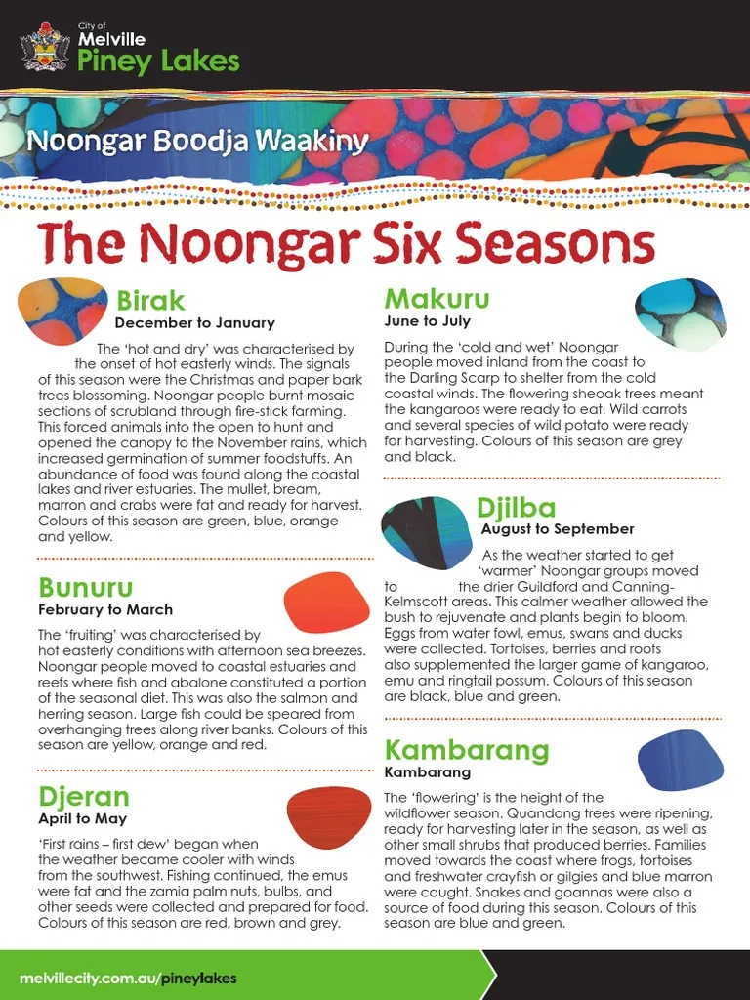 City of
Melville
Piney Lakes
Noongar Boodja Waakiny
The Noongar Six Seasons
Birak
December to January
The ‘hot and dry’ was characterised by
the onset of hot easterly winds. The signals
of this season were the Christmas and paper bark
trees blossoming. Noongar people burnt mosaic
sections of scrubland through fire-stick farming.
This forced animals into the open to hunt and
opened the canopy to the November rains, which
increased germination of summer foodstuffs. An
abundance of food was found along the coastal
lakes and river estuaries. The mullet, bream,
marron and crabs were fat and ready for harvest.
Colours of this season are green, blue, orange
and yellow.
Bunuru
February to March
The ‘fruiting’ was characterised by
hot easterly conditions with afternoon sea breezes.
Noongar people moved to coastal estuaries and
reefs where fish and abalone constituted a portion
of the seasonal diet. This was also the salmon and
herring season. Large fish could be speared from
overhanging trees along river banks. Colours of this
season are yellow, orange and red.
Djeran
April to May
‘First rains – first dew’ began when
the weather became cooler with winds
from the southwest. Fishing continued, the emus
were fat and the zamia palm nuts, bulbs, and
other seeds were collected and prepared for food.
Colours of this season are red, brown and grey.
Makuru
June to July
During the ‘cold and wet’ Noongar
people moved inland from the coast to
the Darling Scarp to shelter from the cold
coastal winds. The flowering sheoak trees meant
the kangaroos were ready to eat. Wild carrots
and several species of wild potato were ready
for harvesting. Colours of this season are grey
and black.
Djilba
August to September
As the weather started to get
‘warmer’ Noongar groups moved
to the drier Guildford and Canning-
Kelmscott areas. This calmer weather allowed the
bush to rejuvenate and plants begin to bloom.
Eggs from water fowl, emus, swans and ducks
were collected. Tortoises, berries and roots
also supplemented the larger game of kangaroo,
emu and ringtail possum. Colours of this season
are black, blue and green.
Kambarang
Kambarang
The ‘flowering’ is the height of the
wildflower season. Quandong trees were ripening,
ready for harvesting later in the season, as well as
other small shrubs that produced berries. Families
moved towards the coast where frogs, tortoises
and freshwater crayfish or gilgies and blue marron
were caught. Snakes and goannas were also a
source of food during this season. Colours of this
season are blue and green.
melvillecity.com.au/pineylakes